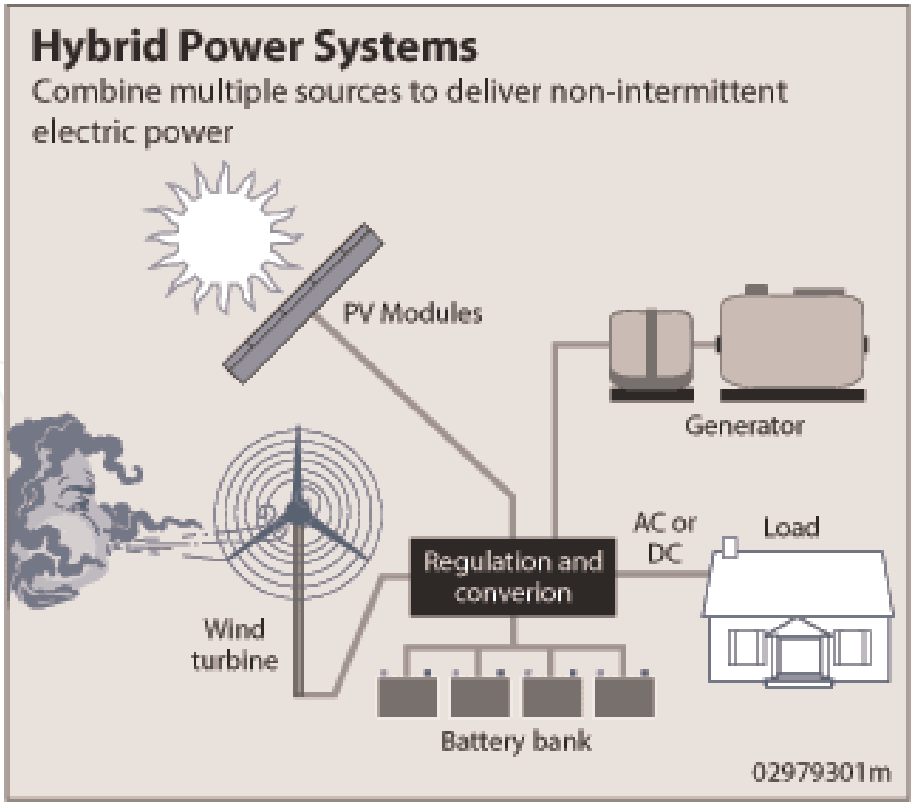 Hybrid Power Systems
Combine multiple sources to deliver non-intermittent
electric power
PV Modules
Generator
AC or
DC
Load
Regulation and
converion
Wind
turbine
Battery bank
02979301m